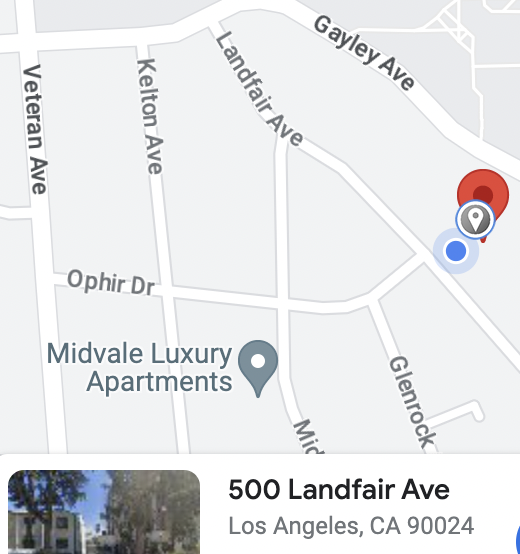 Gayley Ave
Landfair Ave
Kelton Ave
Veteran Ave
Ophir Dr
Midvale Luxury
Apartments
Glenrock
Mid
500 Landfair Ave
Los Angeles, CA 90024